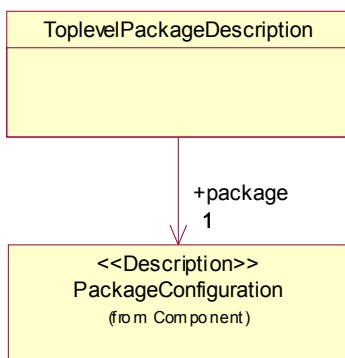 ToplevelPackageDescription
+package
1
<<Description>>
PackageConfiguration
(from Component)